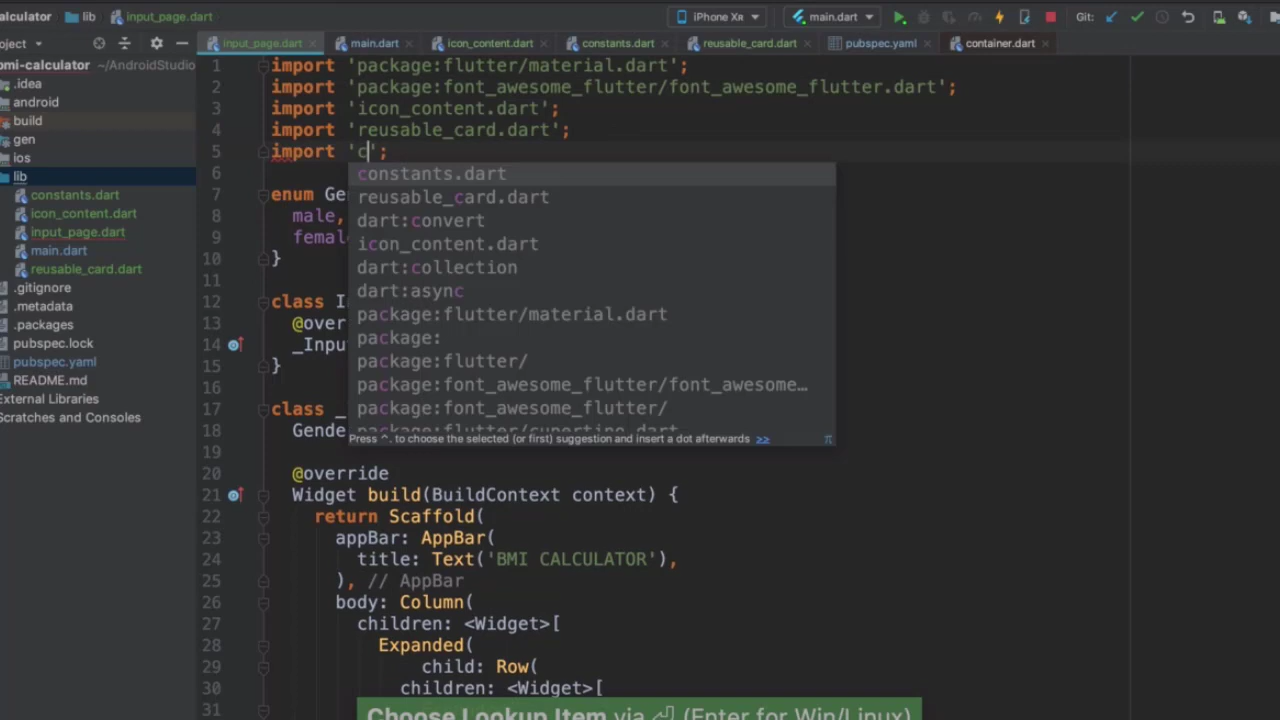 alculator lib input_page.dart iPhone XR main.dart Git:
oject input_page.dart main.dart icon_content.dart constants.dart reusable_card.dart pubspec.yaml container.dart
bmi-calculator ~/AndroidStudio
.idea
android
build
gen
ios
lib
constants.dart
icon_content.dart
input_page.dart
main.dart
reusable_card.dart
.gitignore
.metadata
.packages
pubspec.lock
pubspec.yaml
README.md
External Libraries
Scratches and Consoles
1 import 'package:flutter/material.dart';
2 import 'package:font_awesome_flutter/font_awesome_flutter.dart';
3 import 'icon_content.dart';
4 import 'reusable_card.dart';
5 import 'c';
6
7 enum Ge
8 male,
9 femal
10 }
11
12 class I
13 @over
14 _Inpu
15 }
16
17 class _
18 Gende
19
20 @override
21 Widget build(BuildContext context) {
22 return Scaffold(
23 appBar: AppBar(
24 title: Text('BMI CALCULATOR'),
25 ), // AppBar
26 body: Column(
27 children: <Widget>[
28 Expanded(
29 child: Row(
30 children: <Widget>[
31
constants.dart
reusable_card.dart
dart:convert
icon_content.dart
dart:collection
dart:async
package:flutter/material.dart
package:
package:flutter/
package:font_awesome_flutter/font_awesome…
package:font_awesome_flutter/
package:flutter/cupertino.dart
Press ^. to choose the selected (or first) suggestion and insert a dot afterwards >> π
Choose Lookup Item via ⏎ (Enter for Win/Linux)